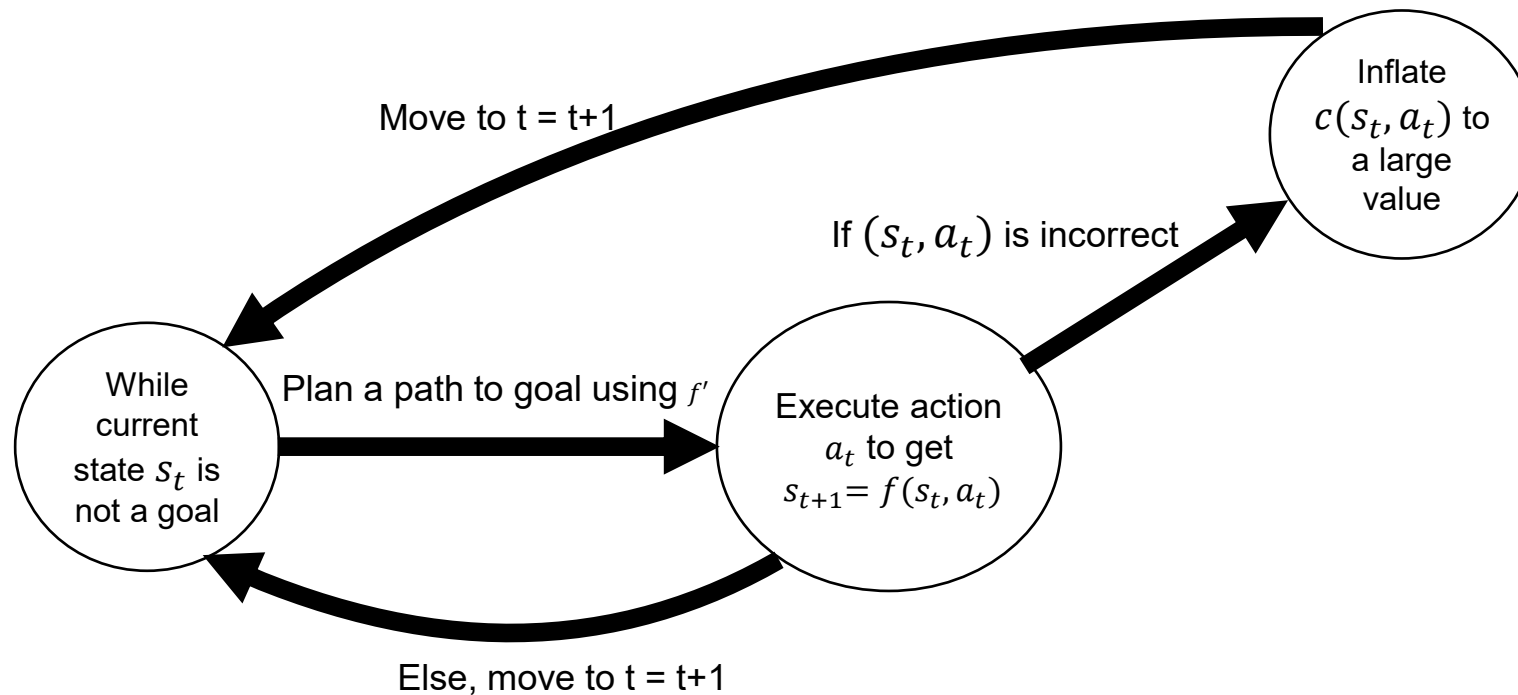 Inflate
c(s_t, a_t) to
a large
value
Move to t = t+1
If (s_t, a_t) is incorrect
While
current
state s_t is
not a goal
Plan a path to goal using f′
Execute action
a_t to get
s_{t+1}= f(s_t, a_t)
Else, move to t = t+1